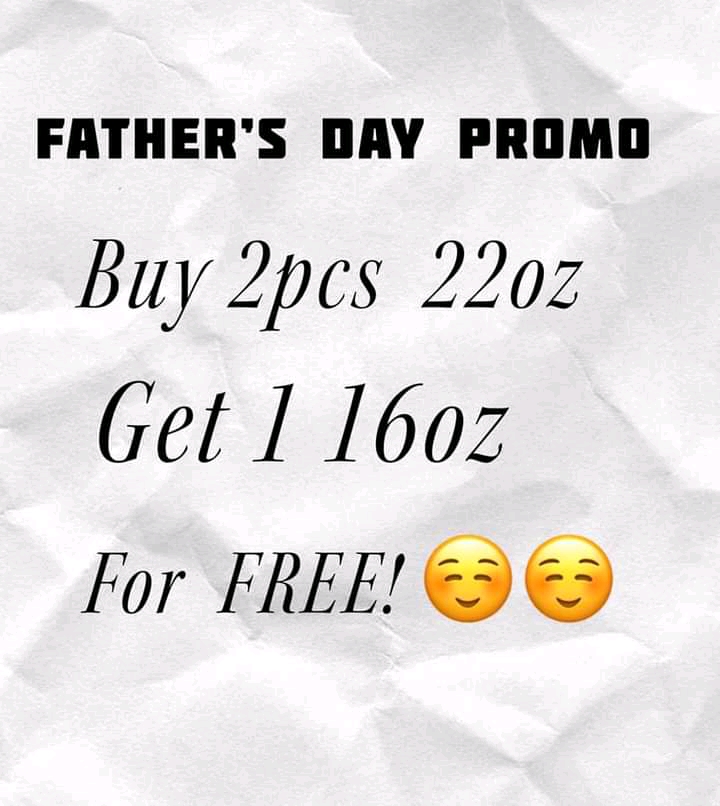 FATHER'S DAY PROMO
Buy 2pcs 22oz
Get 1 16oz
For FREE! ☺️☺️